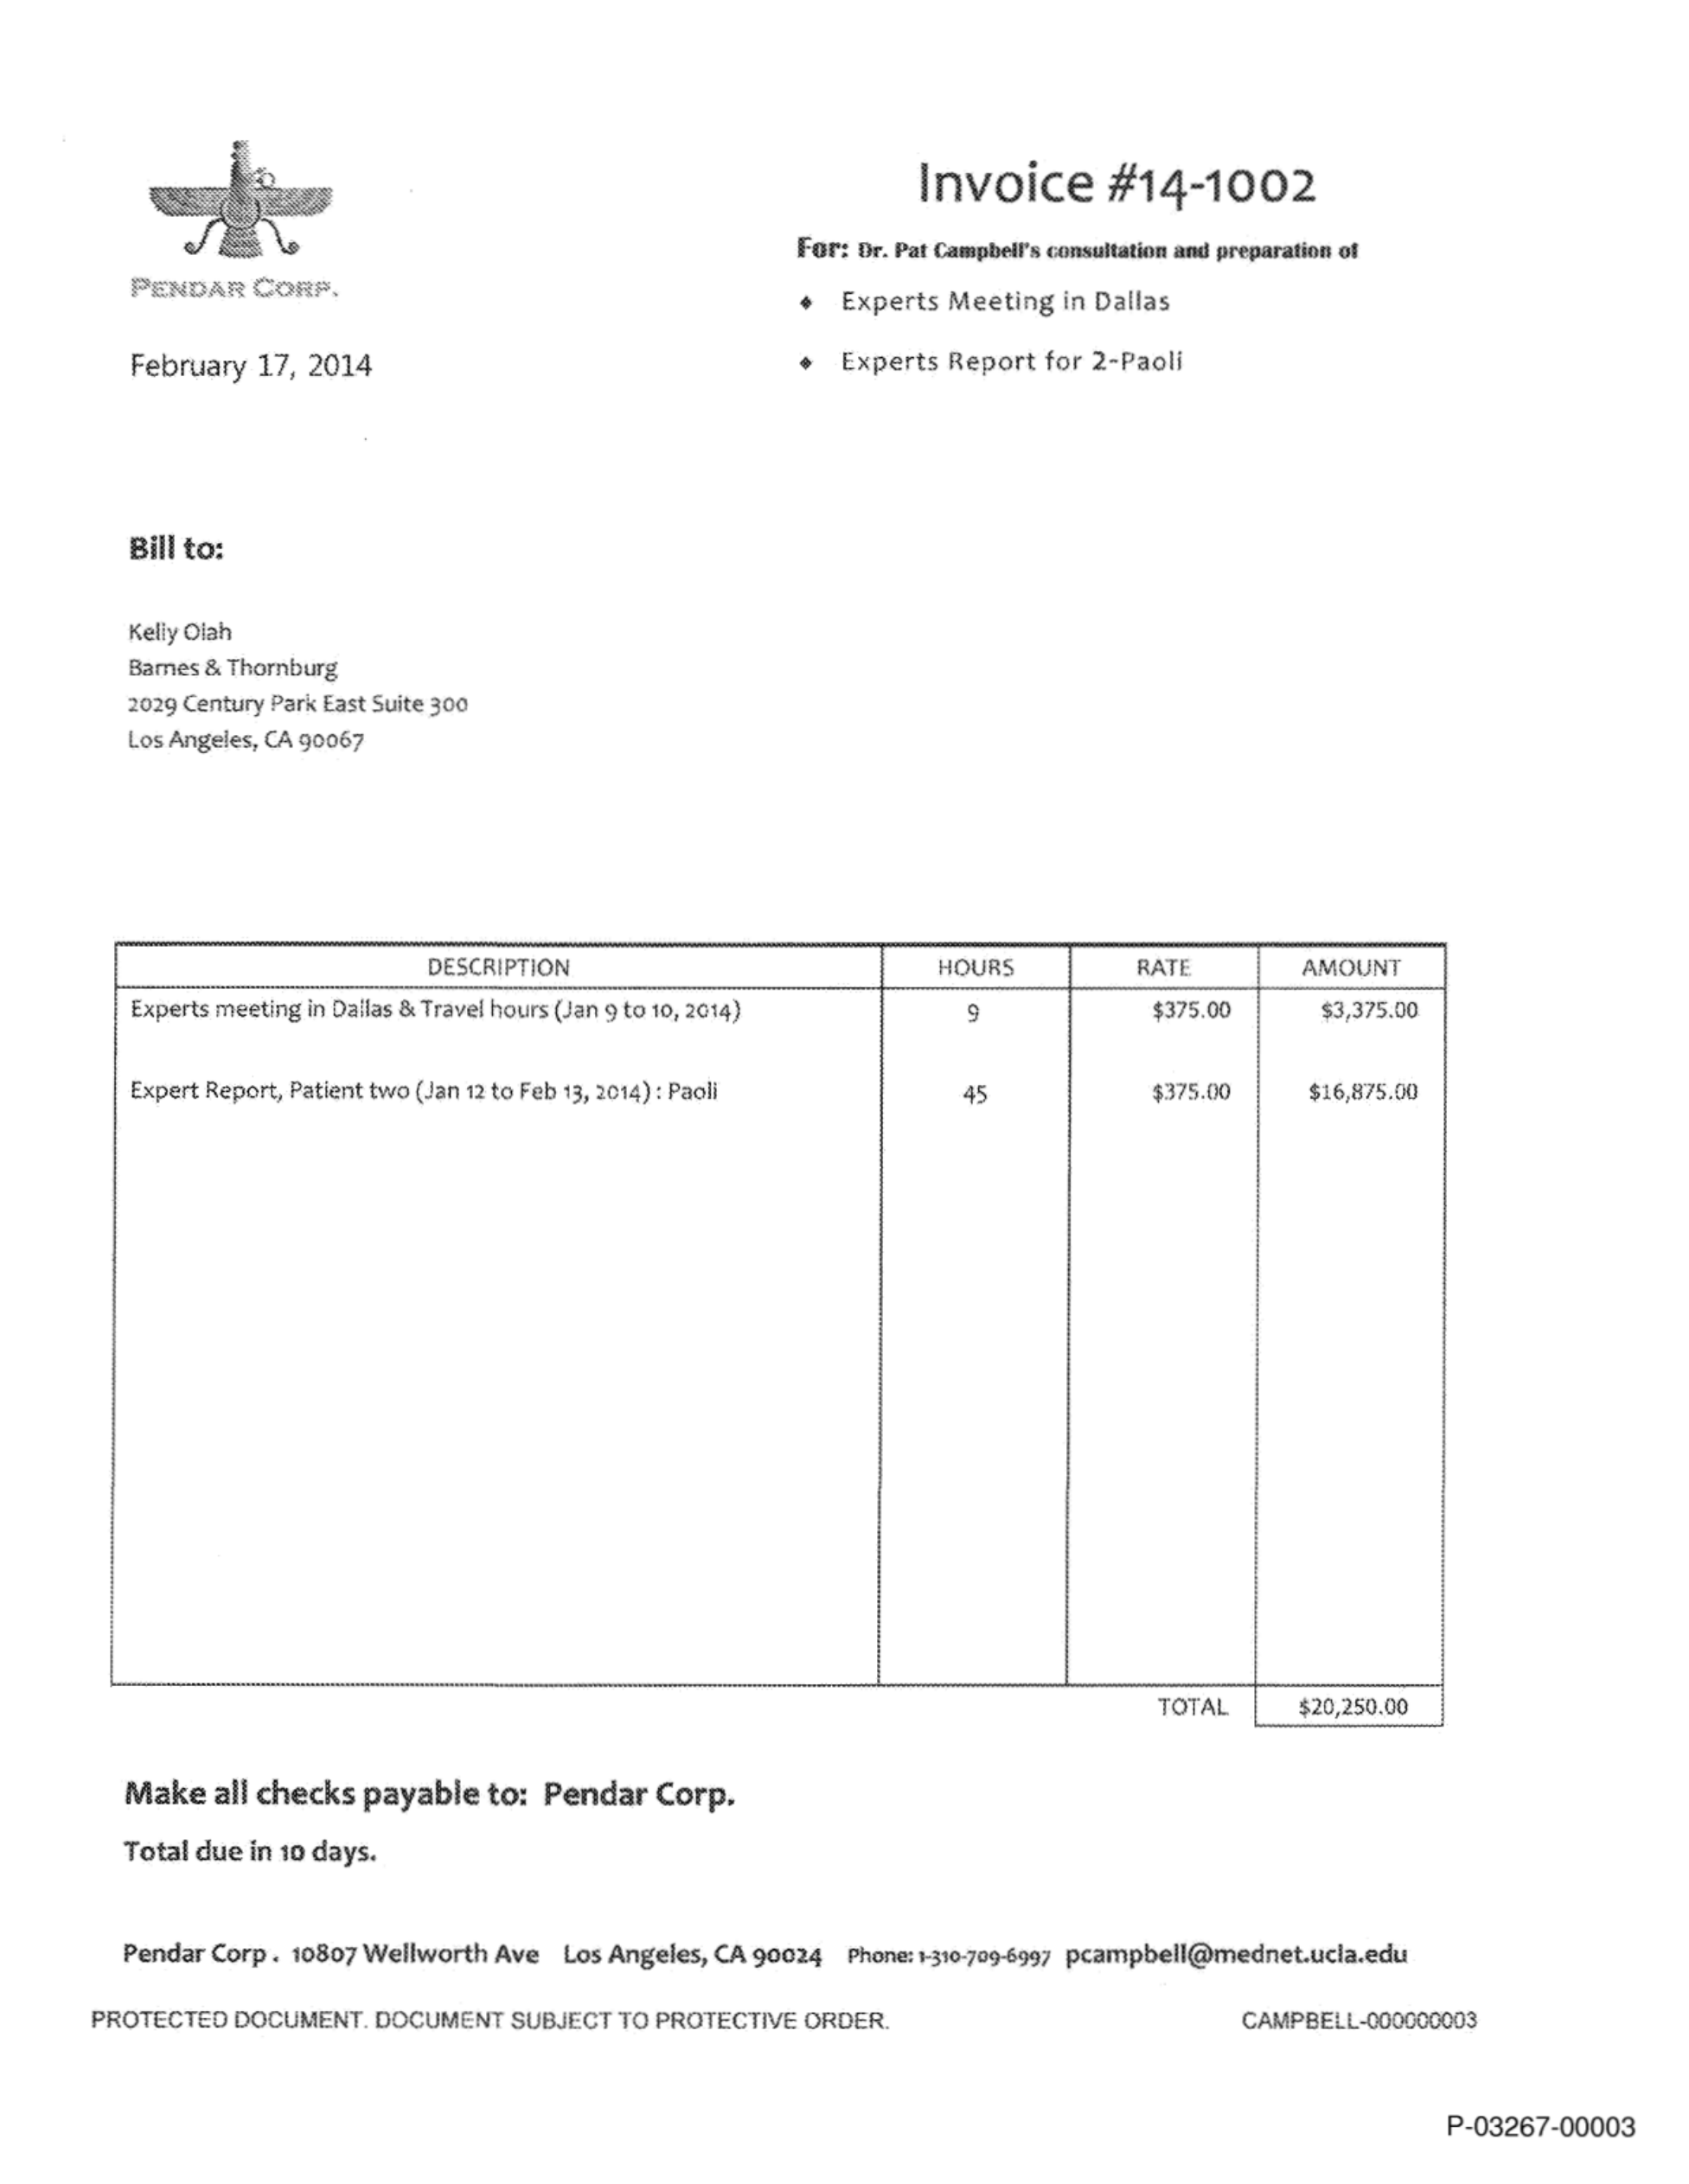 Invoice #14-1002
For: Dr. Pat Campbell's consultation and preparation of
PENDAR CORP.
♦ Experts Meeting in Dallas
February 17, 2014
♦ Experts Report for 2-Paoli
Bill to:
Kelly Olah
Barnes & Thornburg
2029 Century Park East Suite 300
Los Angeles, CA 90067
DESCRIPTION HOURS RATE AMOUNT
Experts meeting in Dallas & Travel hours (Jan 9 to 10, 2014) 9 $375.00 $3,375.00
Expert Report, Patient two (Jan 12 to Feb 13, 2014) : Paoli 45 $375.00 $16,875.00
TOTAL $20,250.00
Make all checks payable to: Pendar Corp.
Total due in 10 days.
Pendar Corp . 10807 Wellworth Ave Los Angeles, CA 90024 Phone: 1-310-709-6997 pcampbell@mednet.ucla.edu
PROTECTED DOCUMENT. DOCUMENT SUBJECT TO PROTECTIVE ORDER. CAMPBELL-000000003
P-03267-00003